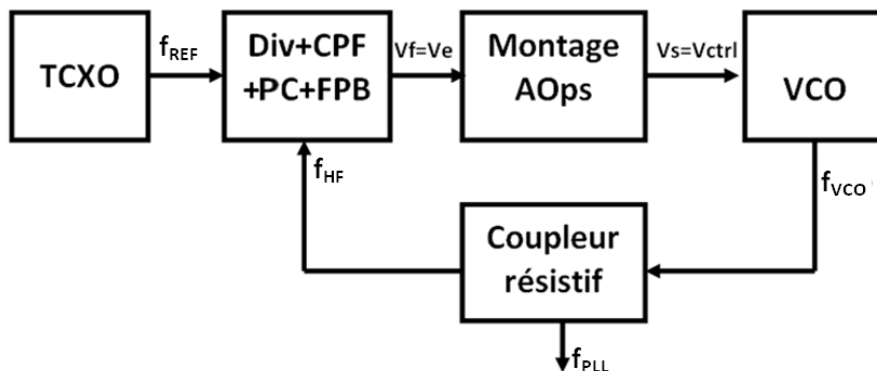 TCXO
fREF
Div+CPF
+PC+FPB
Vf=Ve
Montage
AOps
Vs=Vctrl
VCO
fHF
fVCO
Coupleur
résistif
fPLL